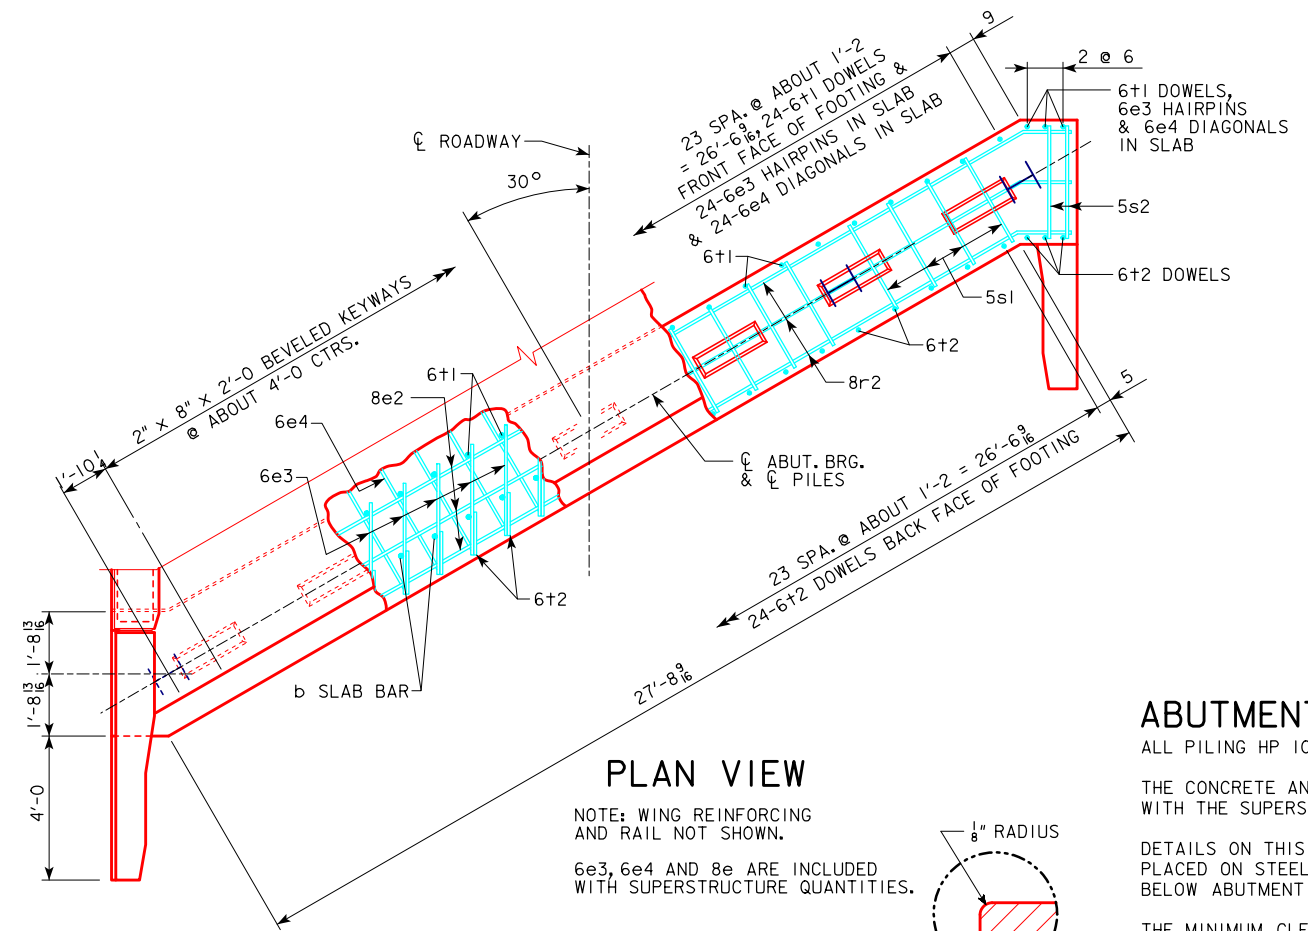 9
2 @ 6
23 SPA. @ ABOUT 1'-2
= 26'-6 9/16, 24-6t1 DOWELS
FRONT FACE OF FOOTING &
24-6e3 HAIRPINS IN SLAB
& 24-6e4 DIAGONALS IN SLAB
6t1 DOWELS,
6e3 HAIRPINS
& 6e4 DIAGONALS
IN SLAB
℄ ROADWAY
30°
5s2
6t1
6t2 DOWELS
5s1
2" x 8" x 2'-0 BEVELED KEYWAYS
@ ABOUT 4'-0 CTRS.
6t2
6t1
8r2
8e2
5
6e4
1'-10 1/4
6e3
℄ ABUT. BRG.
& ℄ PILES
23 SPA. @ ABOUT 1'-2 = 26'-6 9/16
24-6t2 DOWELS BACK FACE OF FOOTING
6t2
1'-8 13/16
1'-8 13/16
b SLAB BAR
27'-8 9/16
4'-0
PLAN VIEW
NOTE: WING REINFORCING
AND RAIL NOT SHOWN.
6e3, 6e4 AND 8e ARE INCLUDED
WITH SUPERSTRUCTURE QUANTITIES.
1/8" RADIUS
ABUTMENT
ALL PILING HP
THE CONCRETE
WITH THE
DETAILS ON THIS
PLACED ON STEEL
BELOW ABUTMENT
THE MINIMUM